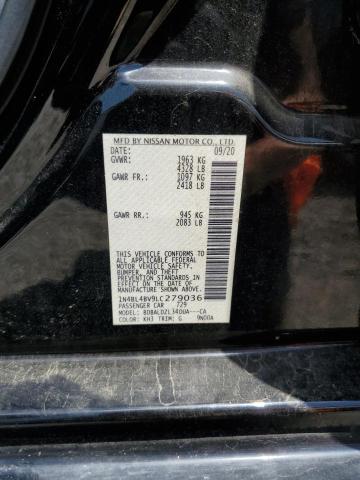 MFD BY NISSAN MOTOR CO., LTD.
DATE: 09/20
GVWR: 1963 KG
4328 LB
GAWR FR.: 1097 KG
2418 LB
GAWR RR.: 945 KG
2083 LB
THIS VEHICLE CONFORMS TO ALL
APPLICABLE FEDERAL
MOTOR VEHICLE SAFETY,
BUMPER, AND THEFT
PREVENTION STANDARDS IN
EFFECT ON THE DATE OF
MANUFACTURE SHOWN ABOVE.
1N4BL4BV9LC279036
PASSENGER CAR 729
MODEL: BDBALDZL34DUA---CA
COLOR: KH3 TRIM: G 9N00A